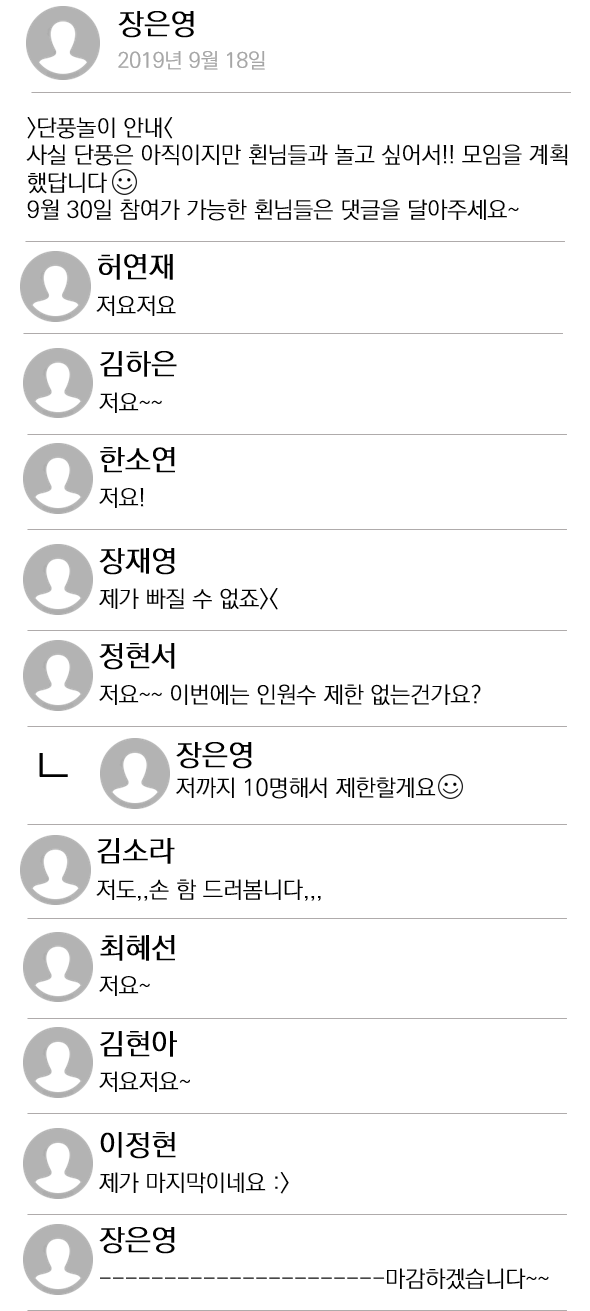 장은영
2019년 9월 18일
>단풍놀이 안내<
사실 단풍은 아직이지만 횐님들과 놀고 싶어서!! 모임을 계획
했답니다☺
9월 30일 참여가 가능한 횐님들은 댓글을 달아주세요~
허연재
저요저요
김하은
저요~~
한소연
저요!
장재영
제가 빠질 수 없죠><
정현서
저요~~ 이번에는 인원수 제한 없는건가요?
ㄴ 장은영
저까지 10명해서 제한할게요☺
김소라
저도,,손 함 드러봄니다,,,
최혜선
저요~
김현아
저요저요~
이정현
제가 마지막이네요 :>
장은영
----------------------마감하겠습니다~~